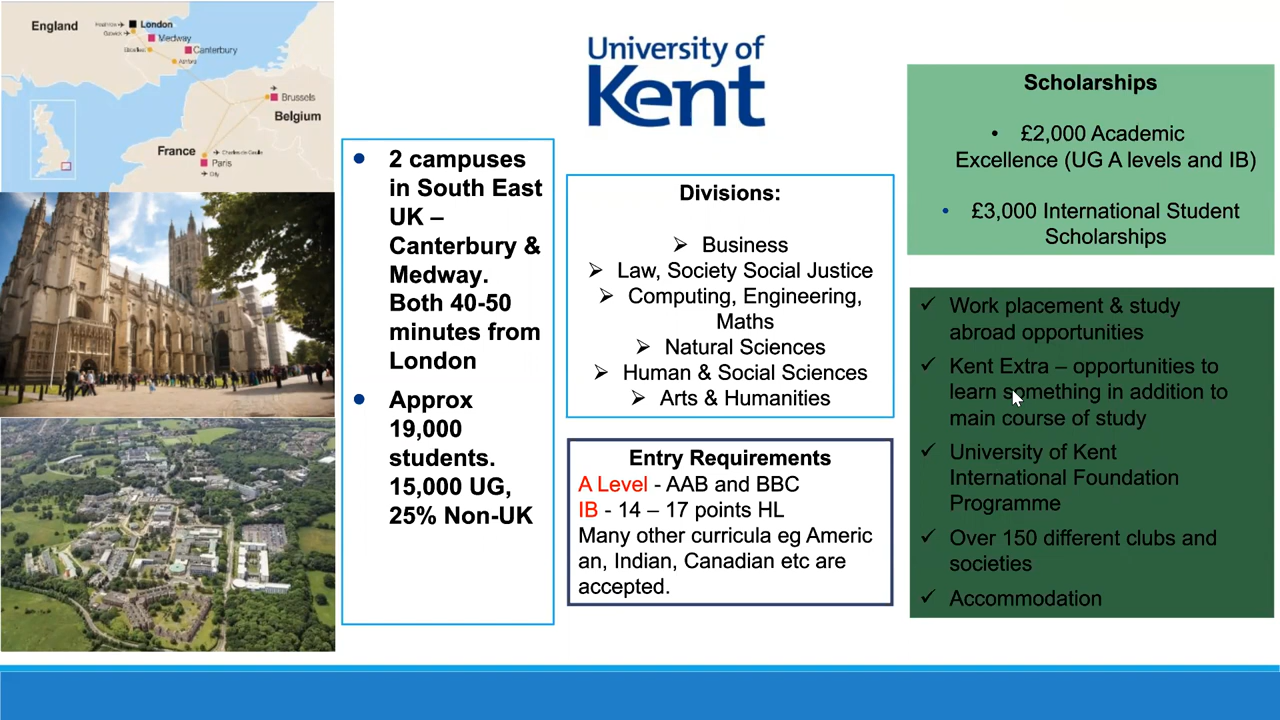 England
London
Medway
Canterbury
Ashford
Brussels
Belgium
France
Charles de Gaulle
Paris
University of
Kent
2 campuses
in South East
UK –
Canterbury &
Medway.
Both 40-50
minutes from
London
Approx
19,000
students.
15,000 UG,
25% Non-UK
Divisions:
Business
Law, Society Social Justice
Computing, Engineering,
Maths
Natural Sciences
Human & Social Sciences
Arts & Humanities
Entry Requirements
A Level - AAB and BBC
IB - 14 – 17 points HL
Many other curricula eg Americ
an, Indian, Canadian etc are
accepted.
Scholarships
• £2,000 Academic
Excellence (UG A levels and IB)
• £3,000 International Student
Scholarships
Work placement & study
abroad opportunities
Kent Extra – opportunities to
learn something in addition to
main course of study
University of Kent
International Foundation
Programme
Over 150 different clubs and
societies
Accommodation